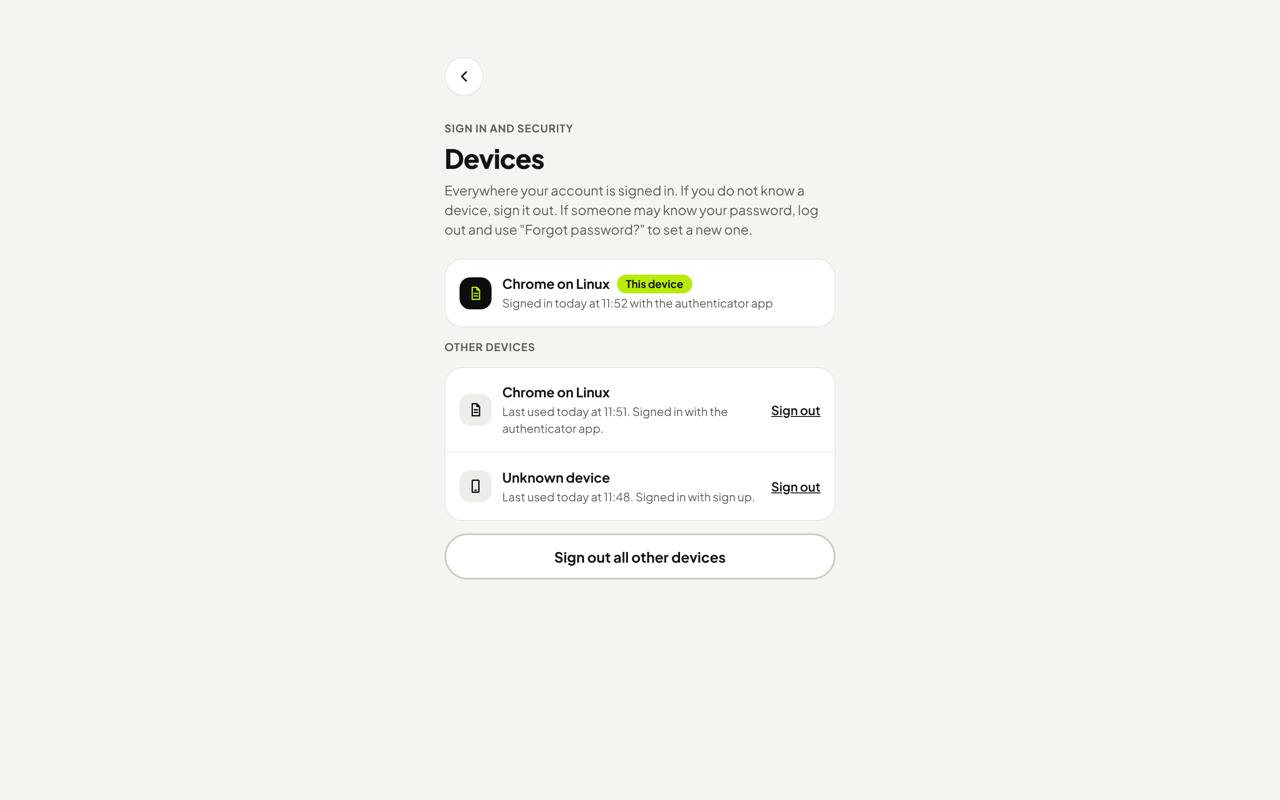 SIGN IN AND SECURITY
Devices
Everywhere your account is signed in. If you do not know a
device, sign it out. If someone may know your password, log
out and use "Forgot password?" to set a new one.
Chrome on Linux This device
Signed in today at 11:52 with the authenticator app
OTHER DEVICES
Chrome on Linux
Last used today at 11:51. Signed in with the
authenticator app.
Sign out
Unknown device
Last used today at 11:48. Signed in with sign up.
Sign out
Sign out all other devices